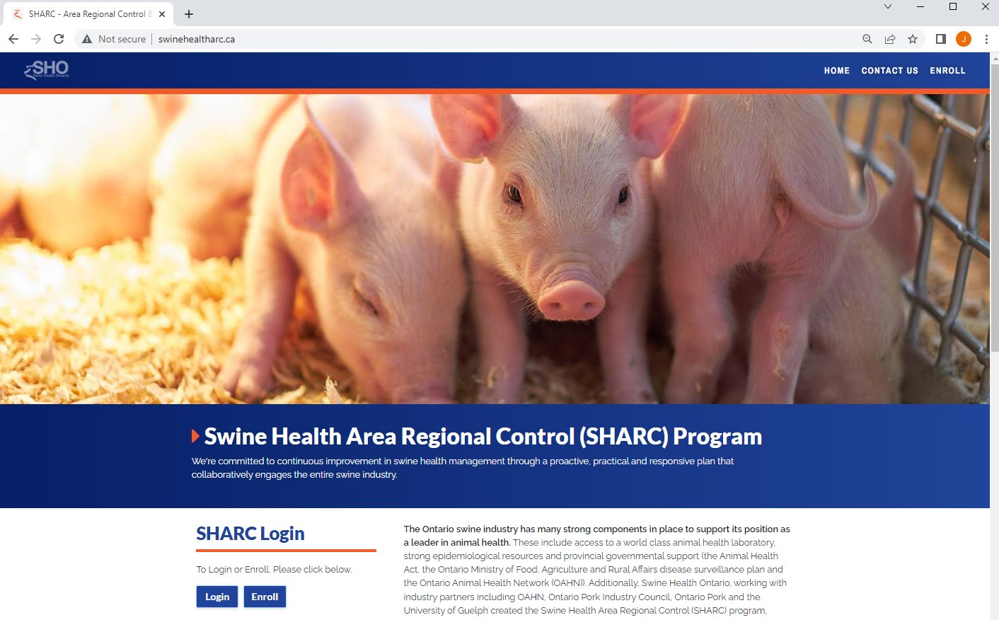 SHARC - Area Regional Control &
Not secure
swinehealtharc.ca
J
SHO
Swine Health Ontario
HOME
CONTACT US
ENROLL
Swine Health Area Regional Control (SHARC) Program
We're committed to continuous improvement in swine health management through a proactive, practical and responsive plan that
collaboratively engages the entire swine industry.
SHARC Login
To Login or Enroll, Please click below.
Login
Enroll
The Ontario swine industry has many strong components in place to support its position as
a leader in animal health. These include access to a world class animal health laboratory,
strong epidemiological resources and provincial governmental support (the Animal Health
Act, the Ontario Ministry of Food, Agriculture and Rural Affairs disease surveillance plan and
the Ontario Animal Health Network (OAHN)). Additionally, Swine Health Ontario, working with
industry partners including OAHN, Ontario Pork Industry Council, Ontario Pork and the
University of Guelph created the Swine Health Area Regional Control (SHARC) program,